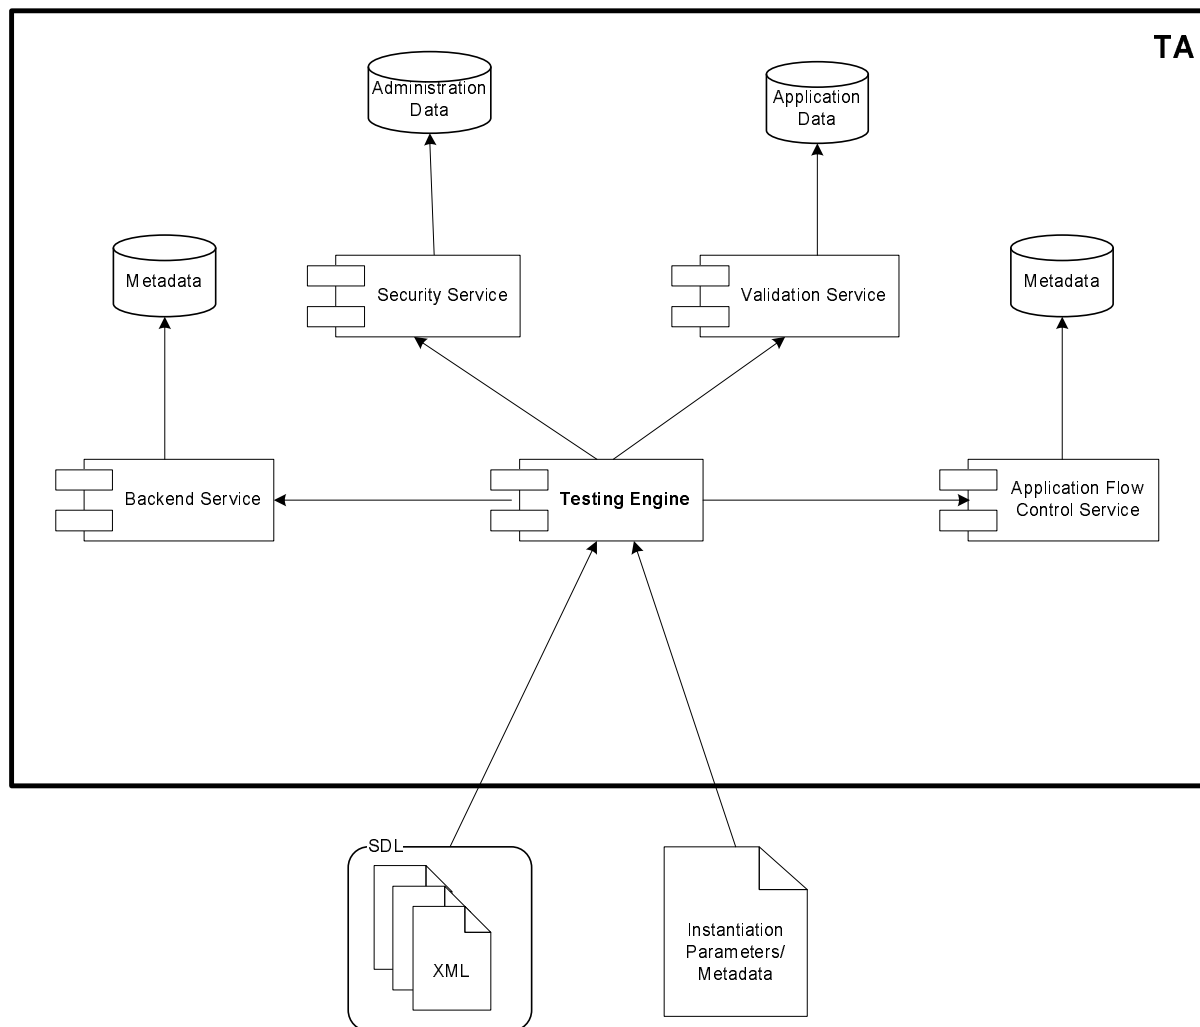 TA
Administration
Data
Application
Data
Metadata
Security Service
Validation Service
Metadata
Backend Service
Testing Engine
Application Flow
Control Service
SDL
XML
Instantiation
Parameters/
Metadata